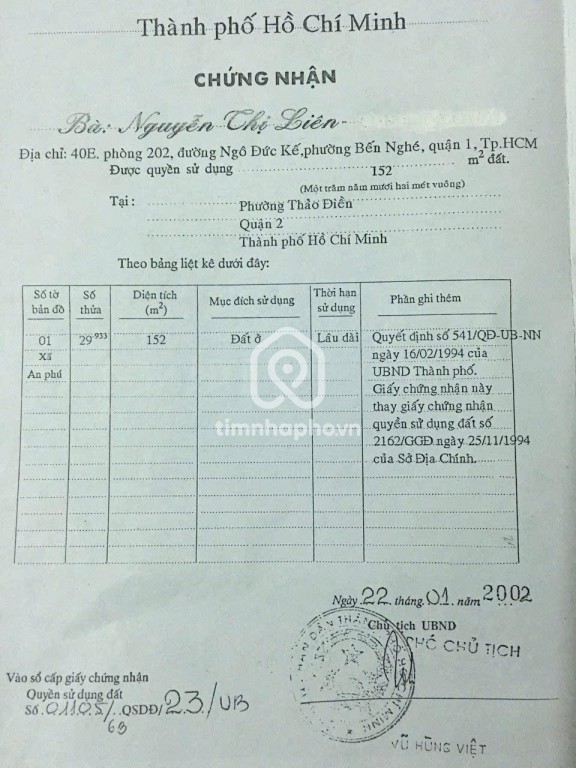 Thành phố Hồ Chí Minh
CHỨNG NHẬN
Bà: Nguyễn Thị Liên
Địa chỉ: 40E. phòng 202, đường Ngô Đức Kế,phường Bến Nghé, quận 1, Tp.HCM
Được quyền sử dụng 152 m² đất.
(Một trăm năm mươi hai mét vuông)
Tại : Phường Thảo Điền
Quận 2
Thành phố Hồ Chí Minh
Theo bảng liệt kê dưới đây:
Số tờ bản đồ
Số thửa
Diện tích (m²)
Mục đích sử dụng
Thời hạn sử dụng
Phần ghi thêm
01 29-933 152 Đất ở Lâu dài Quyết định số 541/QĐ-UB-NN
Xã ngày 16/02/1994 của
An phú UBND Thành phố.
Giấy chứng nhận này
thay giấy chứng nhận
quyền sử dụng đất số
2162/GGĐ ngày 25/11/1994
của Sở Địa Chính.
timnhapho.vn
Ngày 22 tháng 01 năm 2002
Chủ tịch UBND
PHÓ CHỦ TỊCH
Vào sổ cấp giấy chứng nhận
Quyền sử dụng đất
Số 01105/ QSDĐ/ 23/UB
69
VŨ HÙNG VIỆT